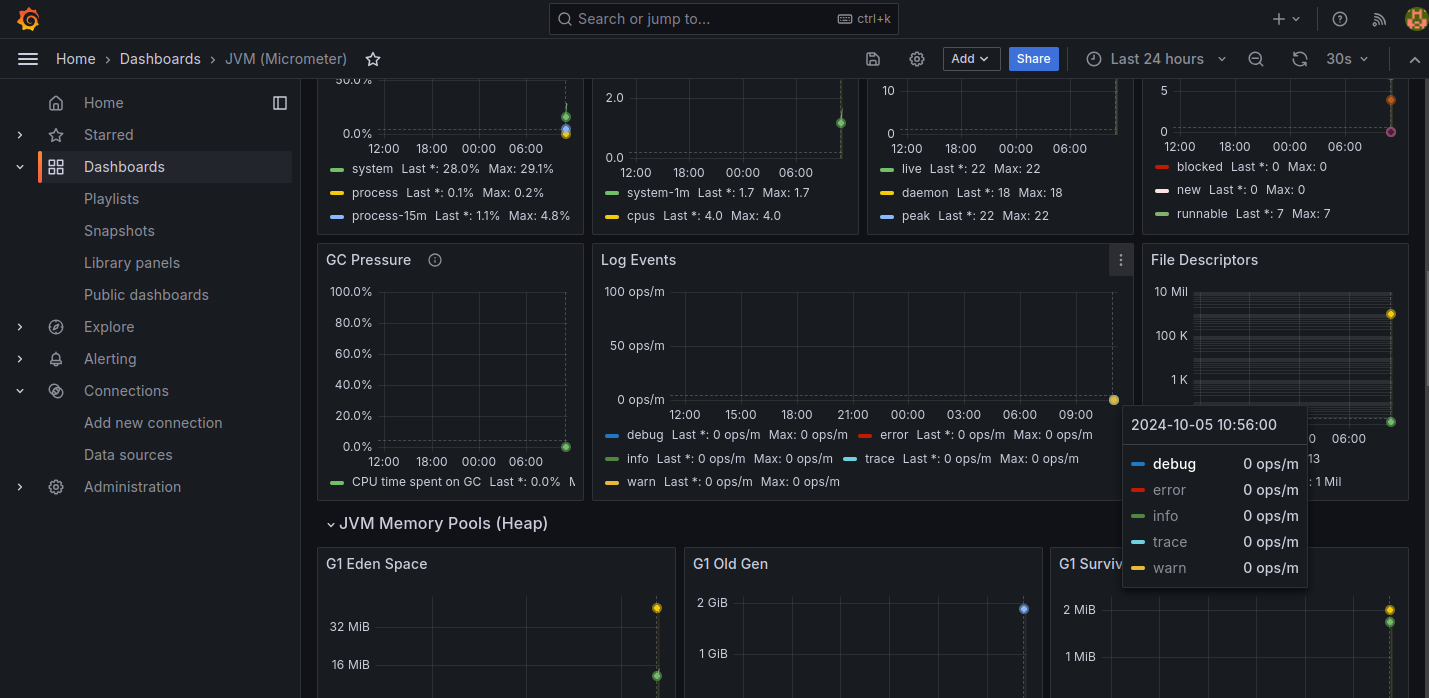 Search or jump to...
ctrl+k
Home › Dashboards › JVM (Micrometer)
Add
Share
Last 24 hours
30s
Home
Starred
Dashboards
Playlists
Snapshots
Library panels
Public dashboards
Explore
Alerting
Connections
Add new connection
Data sources
Administration
50.0%
0.0%
12:00 18:00 00:00 06:00
system Last *: 28.0% Max: 29.1%
process Last *: 0.1% Max: 0.2%
process-15m Last *: 1.1% Max: 4.8%
2.0
0.0
12:00 18:00 00:00 06:00
system-1m Last *: 1.7 Max: 1.7
cpus Last *: 4.0 Max: 4.0
10
0
12:00 18:00 00:00 06:00
live Last *: 22 Max: 22
daemon Last *: 18 Max: 18
peak Last *: 22 Max: 22
5
0
12:00 18:00 00:00 06:00
blocked Last *: 0 Max: 0
new Last *: 0 Max: 0
runnable Last *: 7 Max: 7
GC Pressure
100.0%
80.0%
60.0%
40.0%
20.0%
0.0%
12:00 18:00 00:00 06:00
CPU time spent on GC Last *: 0.0%
Log Events
100 ops/m
50 ops/m
0 ops/m
12:00 15:00 18:00 21:00 00:00 03:00 06:00 09:00
debug Last *: 0 ops/m Max: 0 ops/m error Last *: 0 ops/m Max: 0 ops/m
info Last *: 0 ops/m Max: 0 ops/m trace Last *: 0 ops/m Max: 0 ops/m
warn Last *: 0 ops/m Max: 0 ops/m
File Descriptors
10 Mil
100 K
1 K
0 06:00
13
: 1 Mil
2024-10-05 10:56:00
debug 0 ops/m
error 0 ops/m
info 0 ops/m
trace 0 ops/m
warn 0 ops/m
JVM Memory Pools (Heap)
G1 Eden Space
32 MiB
16 MiB
G1 Old Gen
2 GiB
1 GiB
G1 Surviv
2 MiB
1 MiB